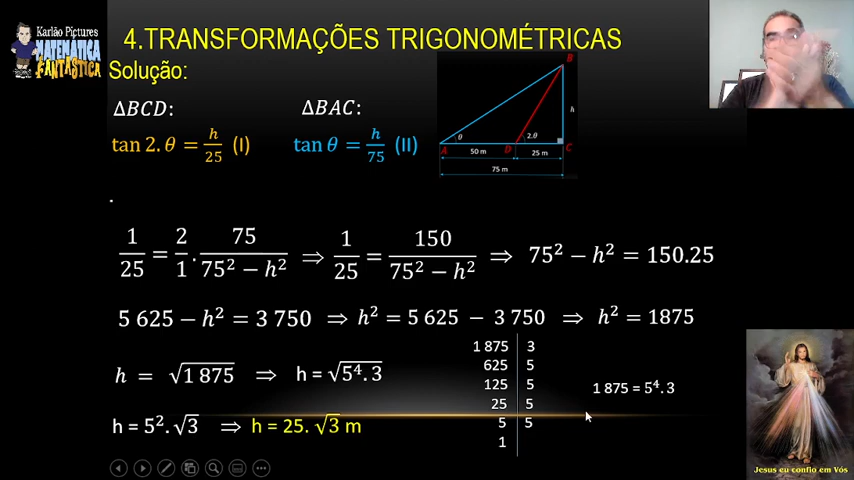 Karlão Pictures
MATEMÁTICA
FANTÁSTICA
4.TRANSFORMAÇÕES TRIGONOMÉTRICAS
Solução:
ΔBCD: ΔBAC:
tan 2. θ = h/25 (I) tan θ = h/75 (II)
B
h
θ 2.θ
A D C
50 m 25 m
75 m
.
1/25 = 2/1 . 75/(75² − h²) ⇒ 1/25 = 150/(75² − h²) ⇒ 75² − h² = 150.25
5 625 − h² = 3 750 ⇒ h² = 5 625 − 3 750 ⇒ h² = 1875
h = √1 875 ⇒ h = √5⁴.3
h = 5².√3 ⇒ h = 25. √3 m
1 875 3
625 5
125 5
25 5
5 5
1
1 875 = 5⁴.3
Jesus eu confio em Vós